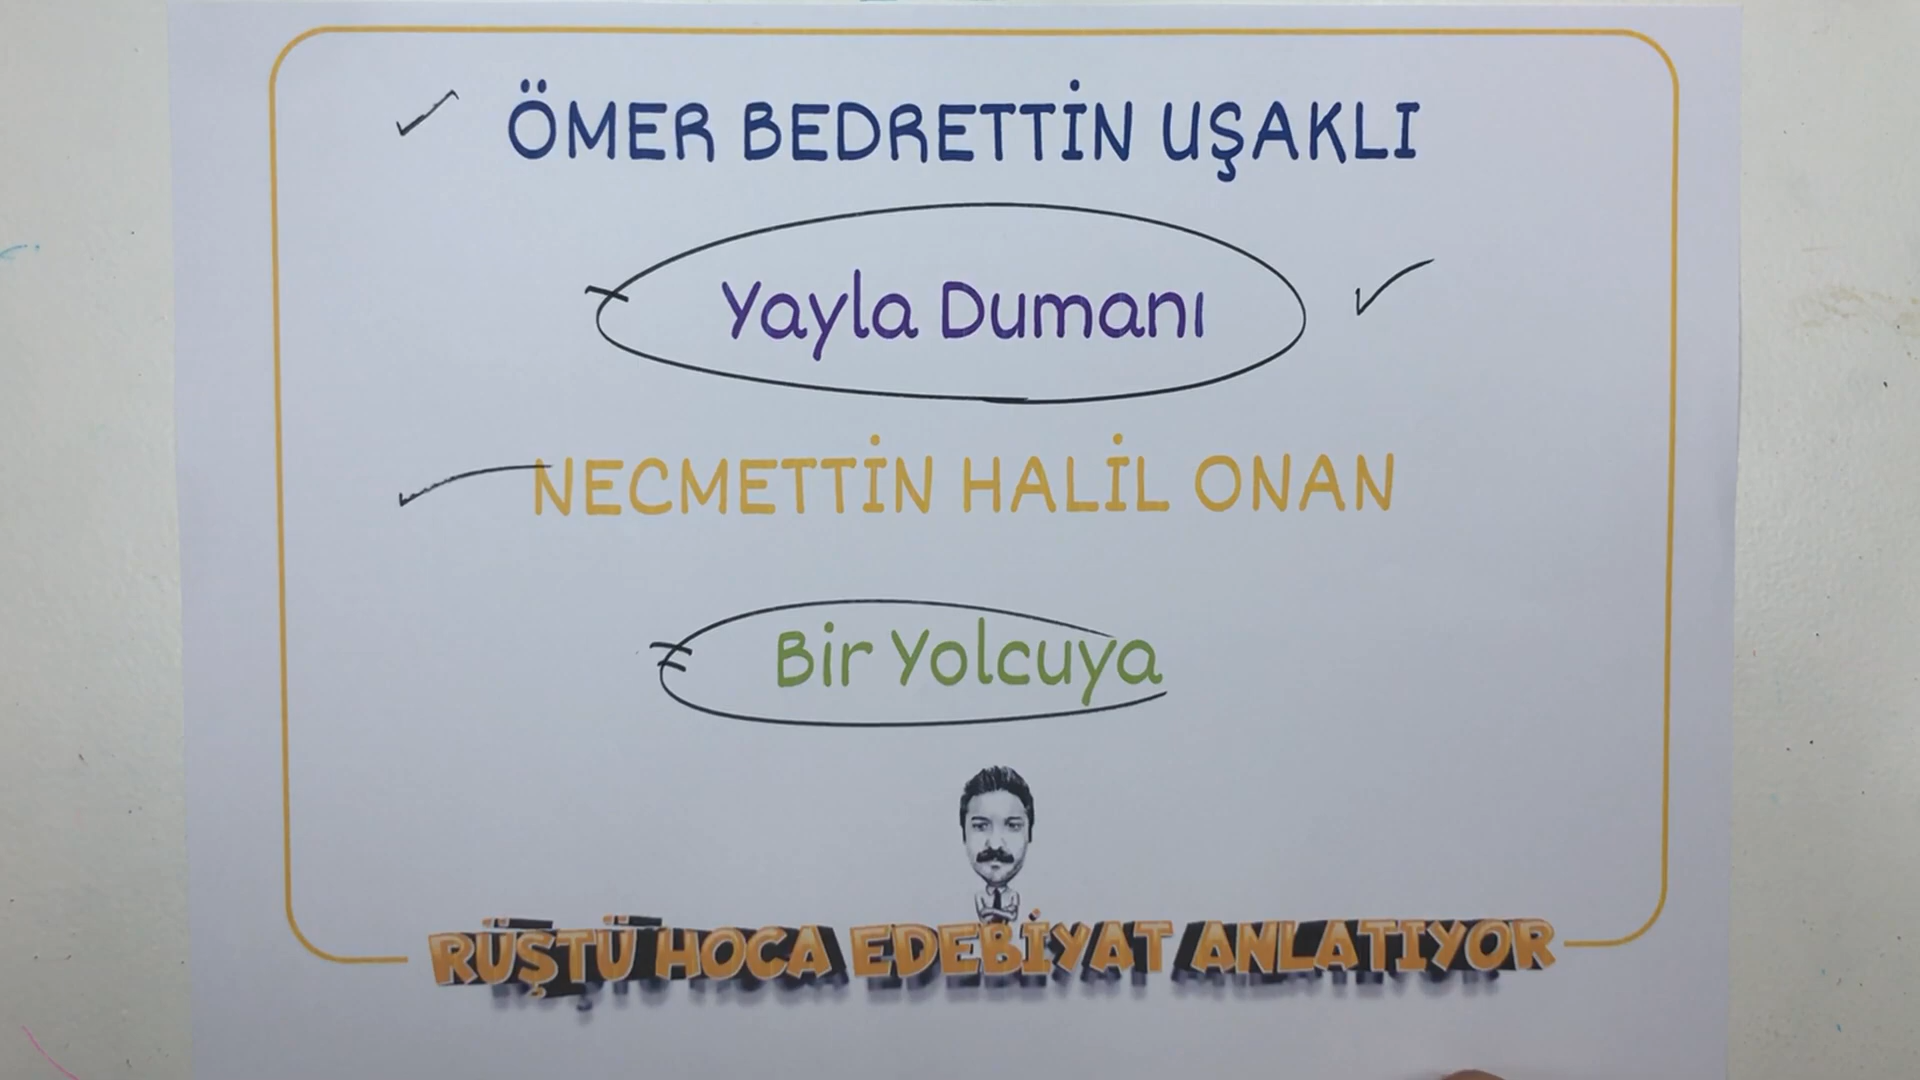 ÖMER BEDRETTİN UŞAKLI
Yayla Dumanı
NECMETTİN HALİL ONAN
Bir Yolcuya
RÜŞTÜ HOCA EDEBİYAT ANLATIYOR